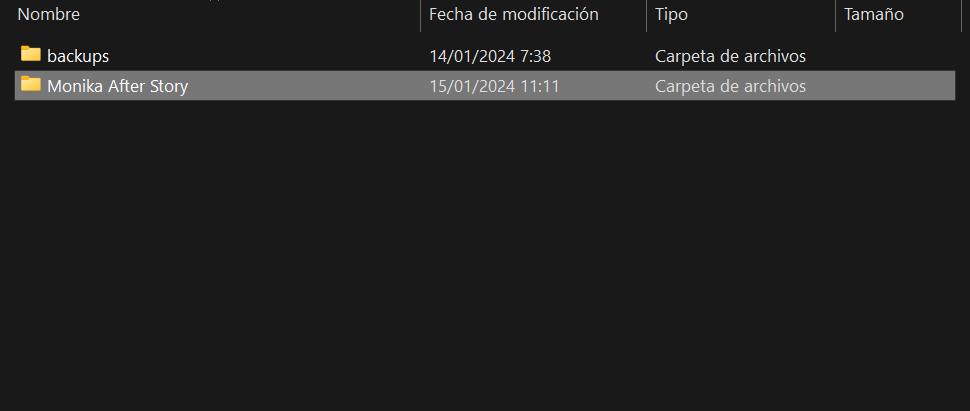 Nombre Fecha de modificación Tipo Tamaño
backups 14/01/2024 7:38 Carpeta de archivos
Monika After Story 15/01/2024 11:11 Carpeta de archivos